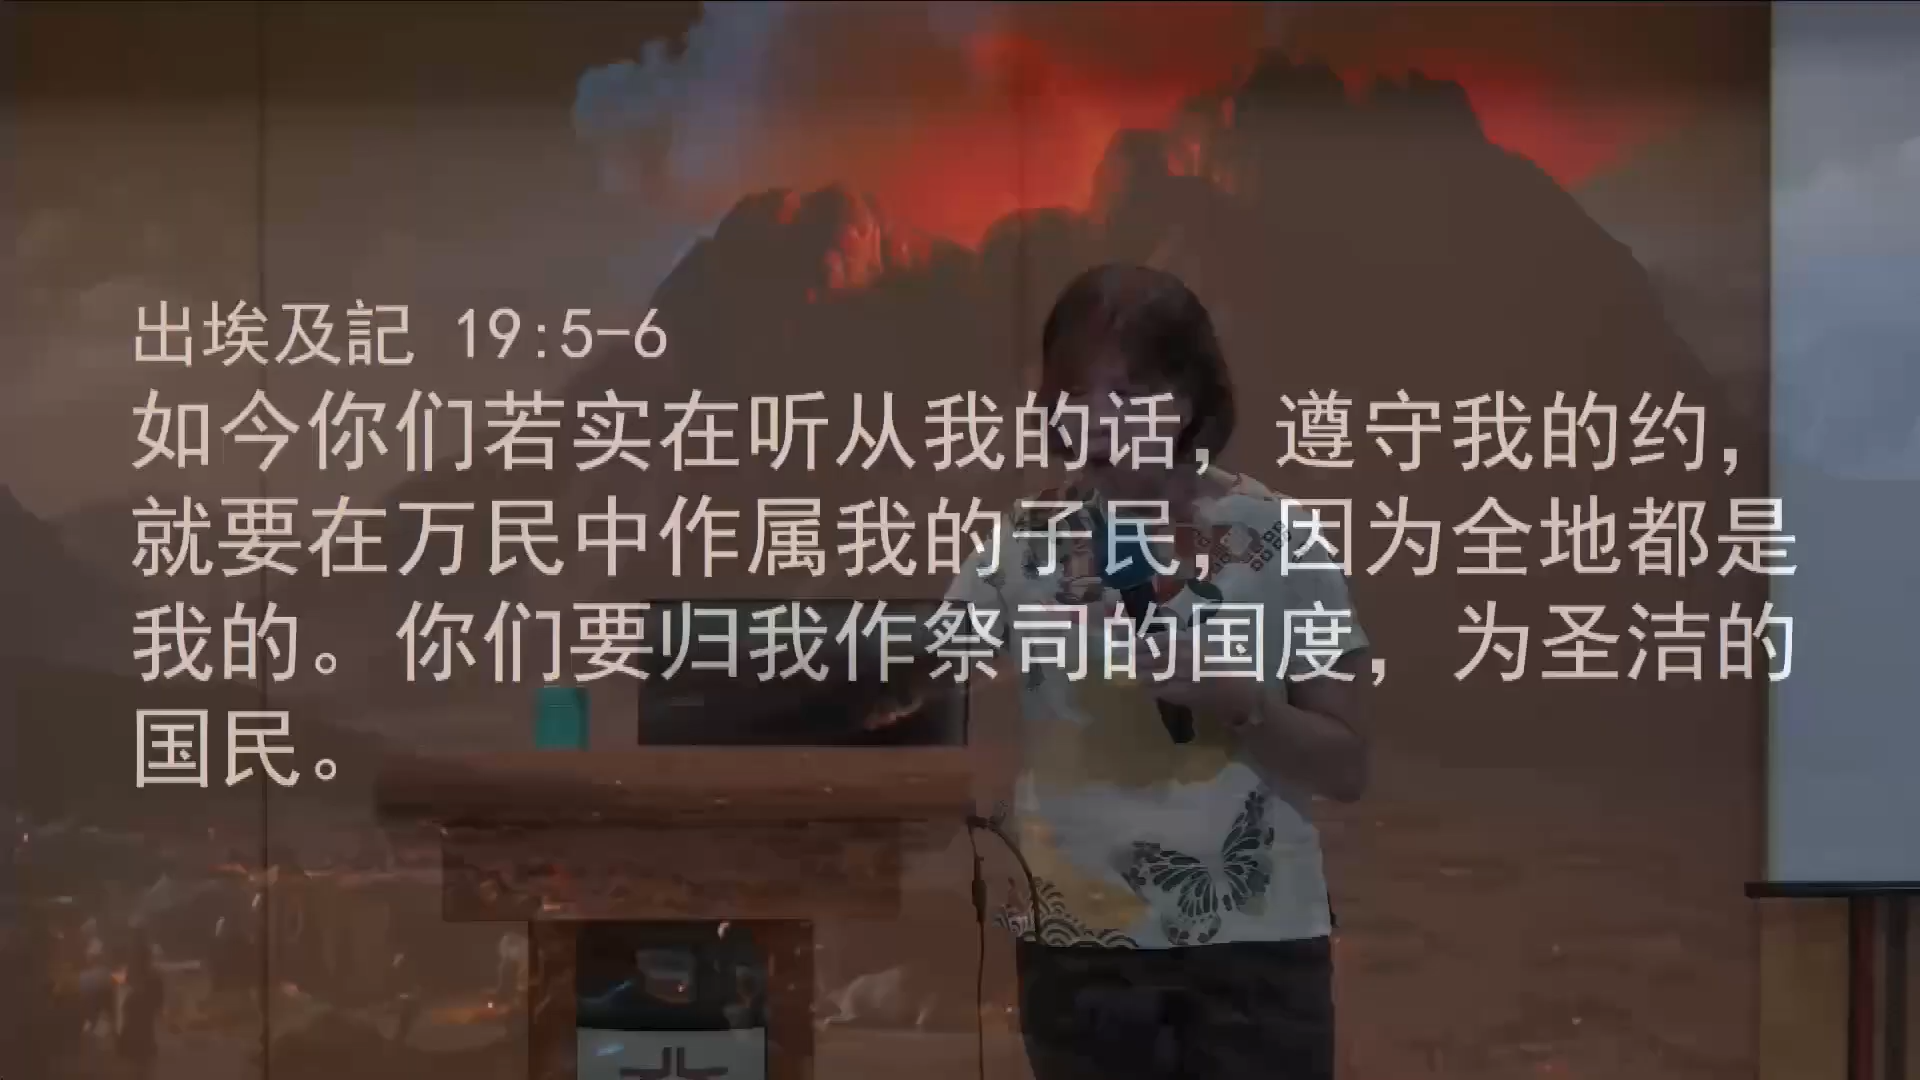 出埃及記 19:5-6
如今你们若实在听从我的话，遵守我的约，
就要在万民中作属我的子民，因为全地都是
我的。你们要归我作祭司的国度，为圣洁的
国民。